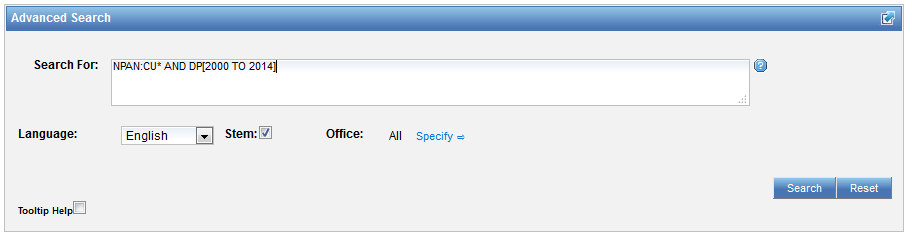 Advanced Search
Search For: NPAN:CU* AND DP[2000 TO 2014]
?
Language: English Stem: Office: All Specify ⇒
Search Reset
Tooltip Help